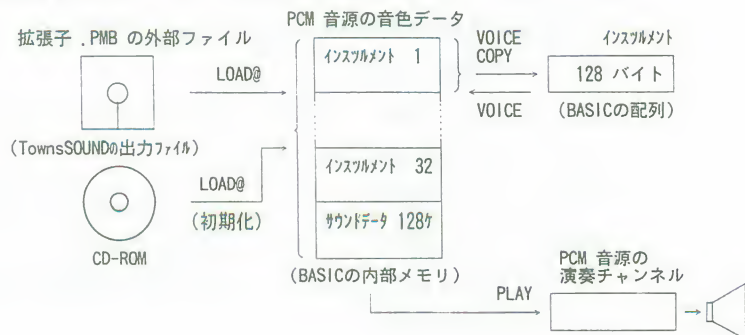 PCM 音源の音色データ
拡張子 .PMB の外部ファイル
LOAD@
(TownsSOUNDの出力ファイル)
LOAD@
(初期化)
CD-ROM
インスツルメント 1
インスツルメント 32
サウンドデータ 128ケ
(BASICの内部メモリ)
VOICE
COPY
VOICE
インスツルメント
128 バイト
(BASICの配列)
PLAY
PCM 音源の
演奏チャンネル